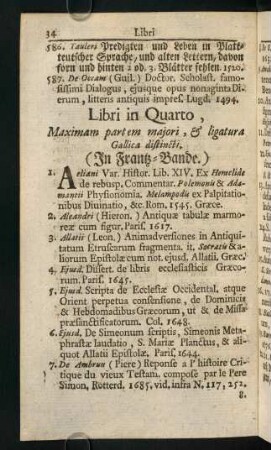 34 Libri
586. Tauleri Predigten und Leben in Platt-
teutscher Sprache, und alten Lettern, davon
forn und hinten 2 od. 3. Blätter fehlen. 1520.
587. De Occam (Guil.) Doctor. Scholast. famo-
sissimi Dialogus, ejusque opus nonaginta Di-
erum, litteris antiquis impres. Lugd. 1494.
Libri in Quarto,
Maximam partem majori, & ligatura
Gallica distincti,
(In Frantz-Bande.)
1. Aeliani Var. Histor. Lib. XIV. Ex Heraclide
de rebusp. Commentar. Polemonis & Ada-
mantii Physionomia, Melampodis ex Palpitatio-
nibus Divinatio, &c. Rom. 1545. Græce.
2. Aleandri (Hieron.) Antiquæ tabulæ marmo-
reæ cum figur. Paris. 1617.
3. Allatii (Leon.) Animadversiones in Antiqui-
tatum Etruscarum fragmenta, it. Socratis & a-
liorum Epistolæ cum not. ejusd. Allatii. Græc.
4. Ejusd. Dissert. de libris ecclesiasticis Græco-
rum. Paris. 1645.
5. Ejusd. Scripta de Ecclesiæ Occidental. atque
Orient perpetua consensione, de Dominicis
& Hebdomadibus Græcorum, ut & de Missa
præsanctificatorum. Col. 1648.
6. Ejusd. De Simeonum scriptis, Simeonis Meta-
phrastæ laudatio, S. Mariæ Planctus, & ali-
quot Allatii Epistolæ. Paris. 1644.
7. De Ambrun (Piere) Reponse a l' histoire Cri-
tique du vieux Testam. composé par le Pere
Simon, Rotterd. 1685. vid. infra N. 117, 252.
8.